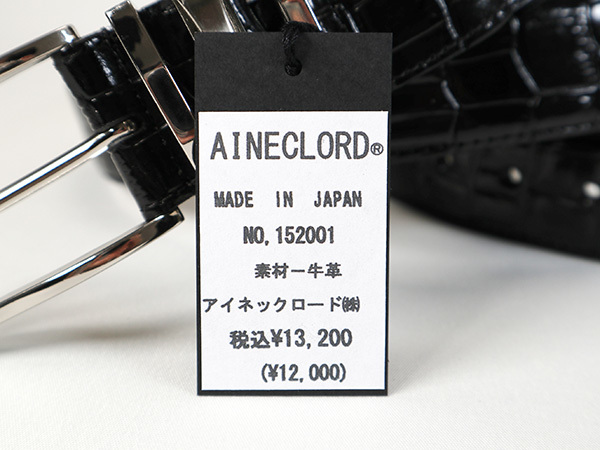 AINECLORD®
MADE IN JAPAN
NO,152001
素材ー牛革
アイネックロード㈱
税込¥13,200
(¥12,000)